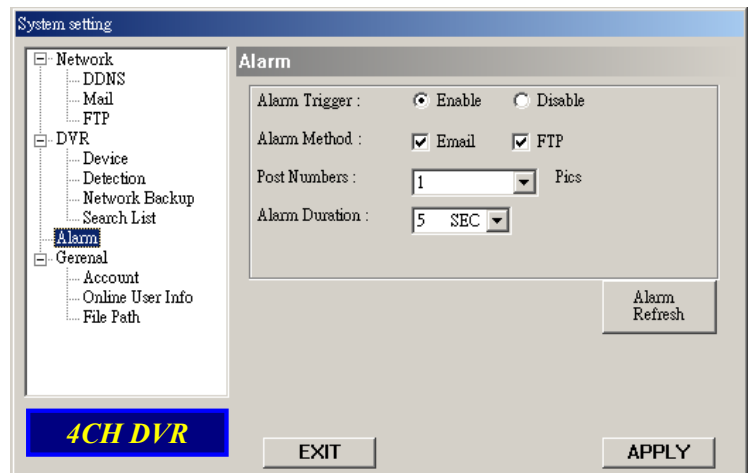 System setting
Network
DDNS
Mail
FTP
DVR
Device
Detection
Network Backup
Search List
Alarm
Gerenal
Account
Online User Info
File Path
4CH DVR
Alarm
Alarm Trigger : Enable Disable
Alarm Method : Email FTP
Post Numbers : 1 Pics
Alarm Duration : 5 SEC
Alarm
Refresh
EXIT APPLY